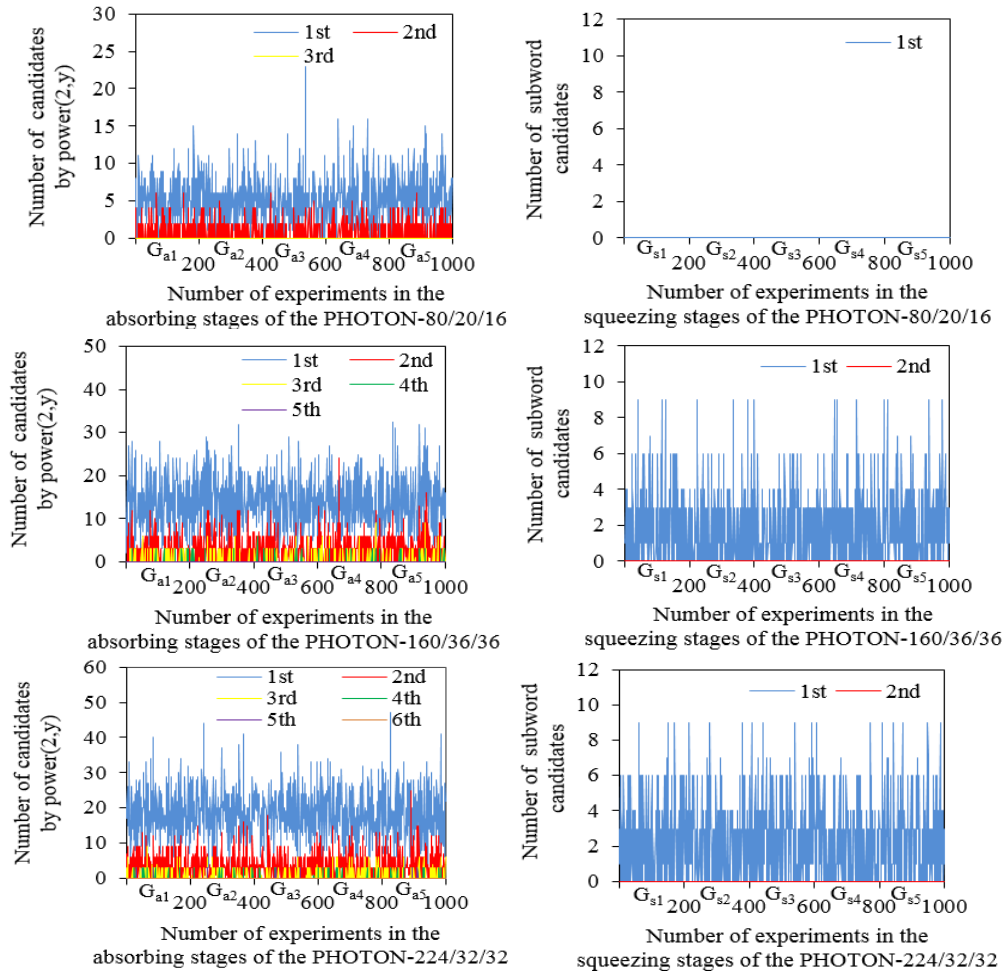 Number of candidates
by power(2,y)
30
25
20
15
10
5
0
1st
2nd
3rd
Ga1 Ga2 Ga3 Ga4 Ga5
200 400 600 800 1000
Number of experiments in the
absorbing stages of the PHOTON-80/20/16
Number of subword
candidates
12
10
8
6
4
2
0
1st
Gs1 Gs2 Gs3 Gs4 Gs5
200 400 600 800 1000
Number of experiments in the
squeezing stages of the PHOTON-80/20/16
Number of candidates
by power(2,y)
50
40
30
20
10
0
1st
2nd
3rd
4th
5th
Ga1 Ga2 Ga3 Ga4 Ga5
200 400 600 800 1000
Number of experiments in the
absorbing stages of the PHOTON-160/36/36
Number of subword
candidates
12
10
8
6
4
2
0
1st
2nd
Gs1 Gs2 Gs3 Gs4 Gs5
200 400 600 800 1000
Number of experiments in the
squeezing stages of the PHOTON-160/36/36
Number of candidates
by power(2,y)
60
50
40
30
20
10
0
1st
2nd
3rd
4th
5th
6th
Ga1 Ga2 Ga3 Ga4 Ga5
200 400 600 800 1000
Number of experiments in the
absorbing stages of the PHOTON-224/32/32
Number of subword
candidates
12
10
8
6
4
2
0
1st
2nd
Gs1 Gs2 Gs3 Gs4 Gs5
200 400 600 800 1000
Number of experiments in the
squeezing stages of the PHOTON-224/32/32